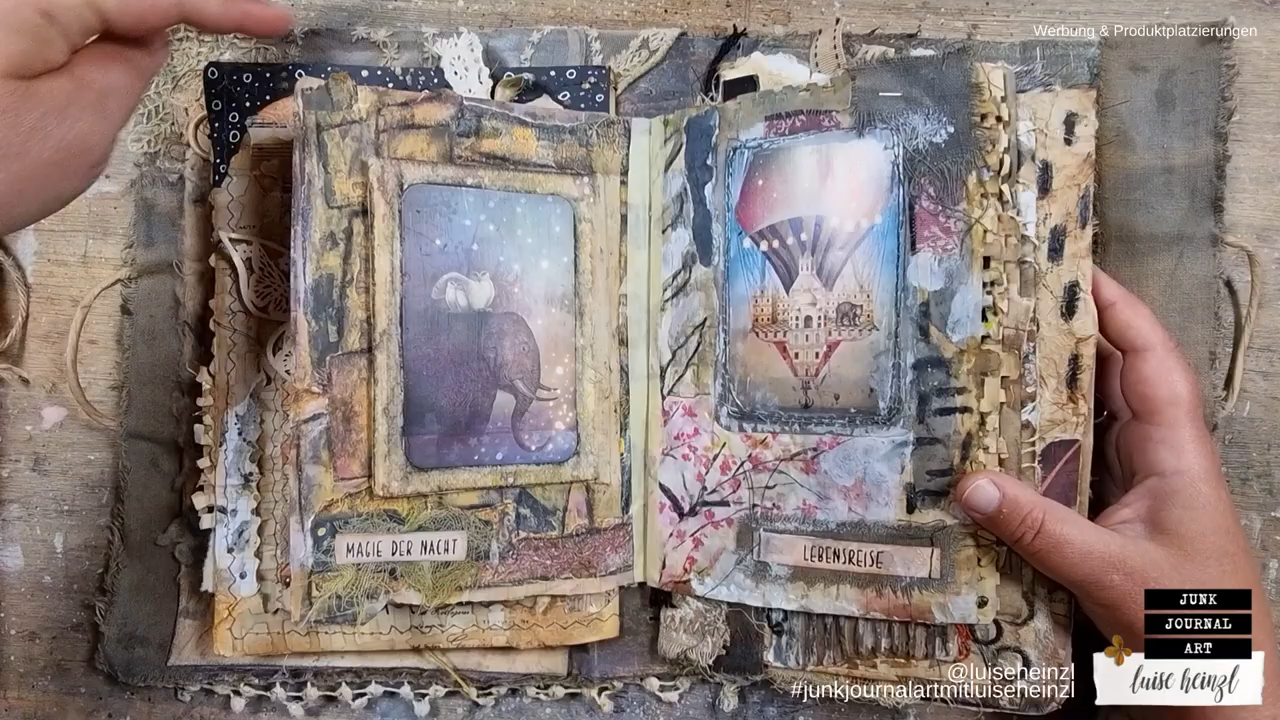 Werbung & Produktplatzierungen
MAGIE DER NACHT
LEBENSREISE
JUNK
JOURNAL
ART
luise heinzl
@luiseheinzl
#junkjournalartmitluiseheinzl